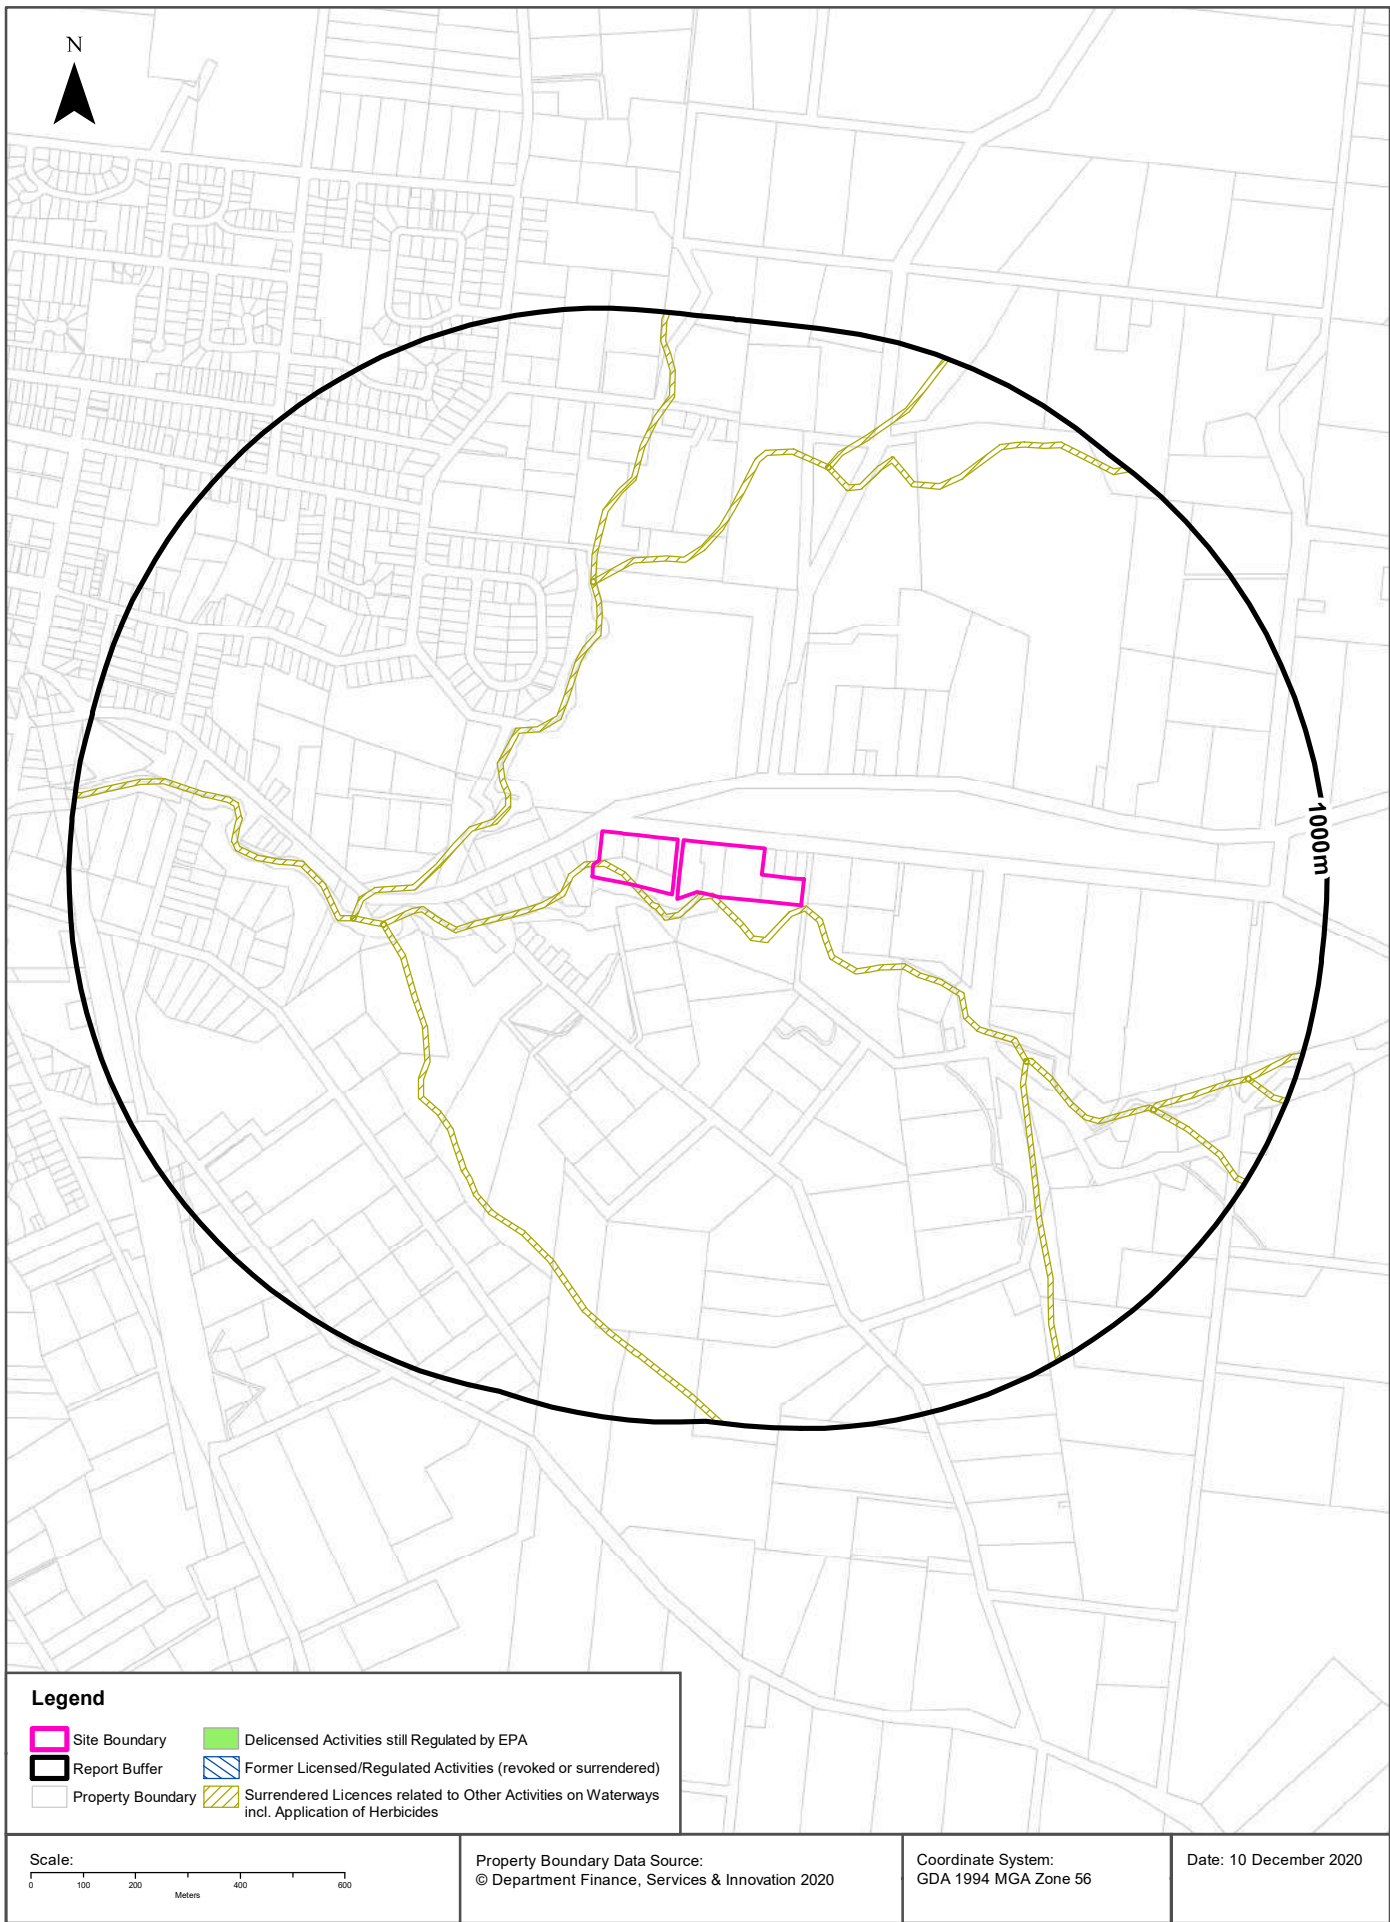 N
1000m
Legend
Site Boundary
Report Buffer
Property Boundary
Delicensed Activities still Regulated by EPA
Former Licensed/Regulated Activities (revoked or surrendered)
Surrendered Licences related to Other Activities on Waterways
incl. Application of Herbicides
Scale:
0 100 200 400 600
Meters
Property Boundary Data Source:
© Department Finance, Services & Innovation 2020
Coordinate System:
GDA 1994 MGA Zone 56
Date: 10 December 2020